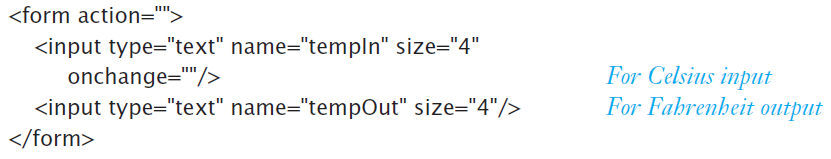 <form action="">
<input type="text" name="tempIn" size="4"
onchange=""/> For Celsius input
<input type="text" name="tempOut" size="4"/> For Fahrenheit output
</form>